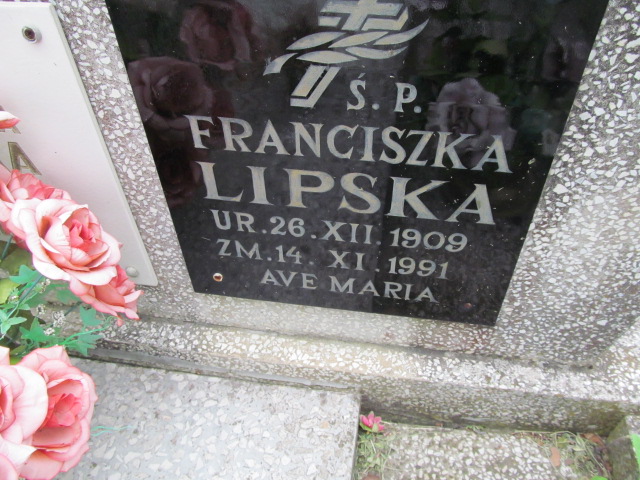 Ś. P.
FRANCISZKA
LIPSKA
UR. 26. XII. 1909
ZM. 14. XI. 1991
AVE MARIA
A